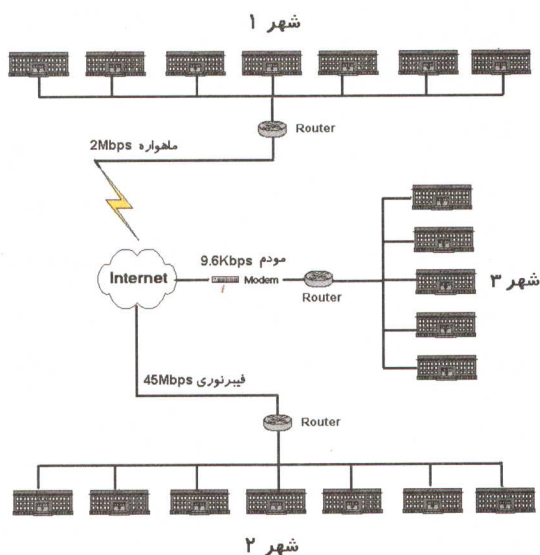 شهر ۱
Router
ماهواره 2Mbps
مودم 9.6Kbps
Internet
Modem
Router
شهر ۳
فیبرنوری 45Mbps
Router
شهر ۲